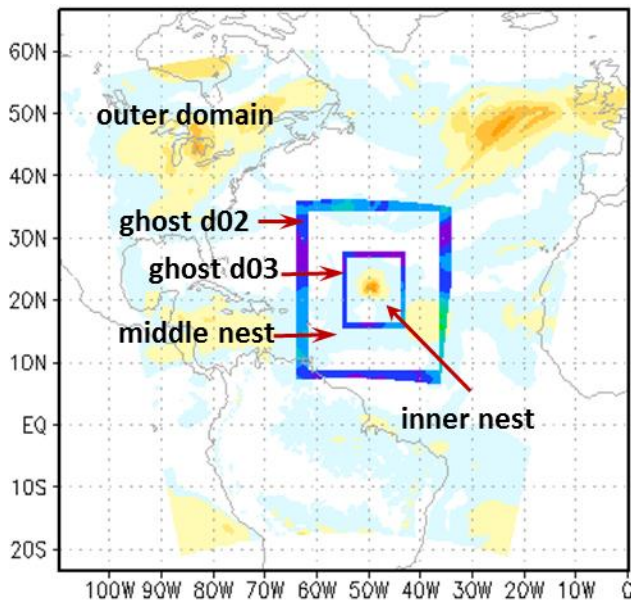 60N
50N
outer domain
40N
ghost d02
30N
ghost d03
20N
middle nest
10N
inner nest
EQ
10S
20S
100W 90W 80W 70W 60W 50W 40W 30W 20W 10W 0